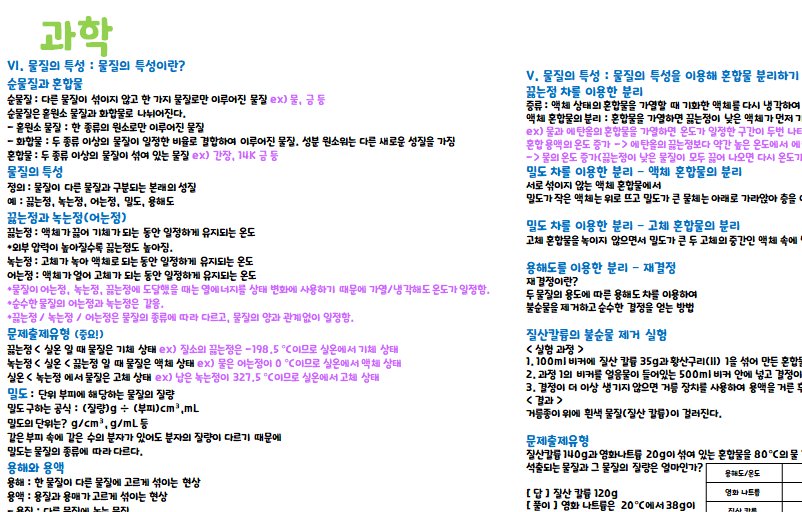 과학
VI. 물질의 특성 : 물질의 특성이란?
순물질과 혼합물
순물질 : 다른 물질이 섞이지 않고 한 가지 물질로만 이루어진 물질 ex) 물, 금 등
순물질은 홑원소 물질과 화합물로 나뉘어진다.
- 홑원소 물질 : 한 종류의 원소로만 이루어진 물질
- 화합물 : 두 종류 이상의 물질이 일정한 비율로 결합하여 이루어진 물질. 성분 원소와는 다른 새로운 성질을 가짐
혼합물 : 두 종류 이상의 물질이 섞여 있는 물질 ex) 간장, 14K 금 등
물질의 특성
정의 : 물질이 다른 물질과 구분되는 본래의 성질
예 : 끓는점, 녹는점, 어는점, 밀도, 용해도
끓는점과 녹는점(어는점)
끓는점 : 액체가 끓어 기체가 되는 동안 일정하게 유지되는 온도
*외부 압력이 높아질수록 끓는점도 높아짐.
녹는점 : 고체가 녹아 액체로 되는 동안 일정하게 유지되는 온도
어는점 : 액체가 얼어 고체가 되는 동안 일정하게 유지되는 온도
*물질이 어는점, 녹는점, 끓는점에 도달했을 때는 열에너지를 상태 변화에 사용하기 때문에 가열/냉각해도 온도가 일정함.
*순수한 물질의 어는점과 녹는점은 같음.
*끓는점 / 녹는점 / 어는점은 물질의 종류에 따라 다르고, 물질의 양과 관계없이 일정함.
문제출제유형 (중요!)
끓는점 < 실온 일 때 물질은 기체 상태 ex) 질소의 끓는점은 -198.5 °C이므로 실온에서 기체 상태
녹는점 < 실온 < 끓는점 일 때 물질은 액체 상태 ex) 물은 어는점이 0 °C이므로 실온에서 액체 상태
실온 < 녹는점 에서 물질은 고체 상태 ex) 납은 녹는점이 327.5 °C이므로 실온에서 고체 상태
밀도 : 단위 부피에 해당하는 물질의 질량
밀도 구하는 공식 : (질량)g ÷ (부피)cm³,mL
밀도의 단위는? g/cm³, g/mL 등
같은 부피 속에 같은 수의 분자가 있어도 분자의 질량이 다르기 때문에
밀도는 물질의 종류에 따라 다르다.
용해와 용액
용해 : 한 물질이 다른 물질에 고르게 섞이는 현상
용액 : 용질과 용매가 고르게 섞이는 현상
- 용질 : 다른 물질에 녹는 물질
V. 물질의 특성 : 물질의 특성을 이용해 혼합물 분리하기
끓는점 차를 이용한 분리
증류 : 액체 상태의 혼합물을 가열할 때 기화한 액체를 다시 냉각하여
액체 혼합물의 분리 : 혼합물을 가열하면 끓는점이 낮은 액체가 먼저
ex) 물과 에탄올의 혼합물을 가열하면 온도가 일정한 구간이 두번
혼합 용액의 온도 증가 -> 에탄올의 끓는점보다 약간 높은 온도에서
-> 물의 온도 증가(끓는점이 낮은 물질이 모두 끓어 나오면 다시 온도가
밀도 차를 이용한 분리 - 액체 혼합물의 분리
서로 섞이지 않는 액체 혼합물에서
밀도가 작은 액체는 위로 뜨고 밀도가 큰 물체는 아래로 가라앉아 층을
밀도 차를 이용한 분리 - 고체 혼합물의 분리
고체 혼합물을 녹이지 않으면서 밀도가 큰 두 고체의 중간인 액체 속에
용해도를 이용한 분리 - 재결정
재결정이란?
두 물질의 용도에 따른 용해도 차를 이용하여
불순물을 제거하고 순수한 결정을 얻는 방법
질산칼륨의 불순물 제거 실험
< 실험 과정 >
1. 100ml 비커에 질산 칼륨 35g과 황산구리(II) 1을 섞어 만든
2. 과정 1의 비커를 얼음물이 들어있는 500ml 비커 안에 넣고
3. 결정이 더 이상 생기지 않으면 거름 장치를 사용하여 용액을 거른
< 결과 >
거름종이 위에 흰색 물질(질산 칼륨)이 걸러진다.
문제출제유형
질산칼륨 140g과 염화나트륨 20g이 섞여 있는 혼합물을 80°C의 물
석출되는 물질과 그 물질의 질량은 얼마인가?
용해도/온도
염화 나트륨
질산 칼륨
[ 답 ] 질산 칼륨 120g
[ 풀이 ] 염화 나트륨은 20°C에서 38g이